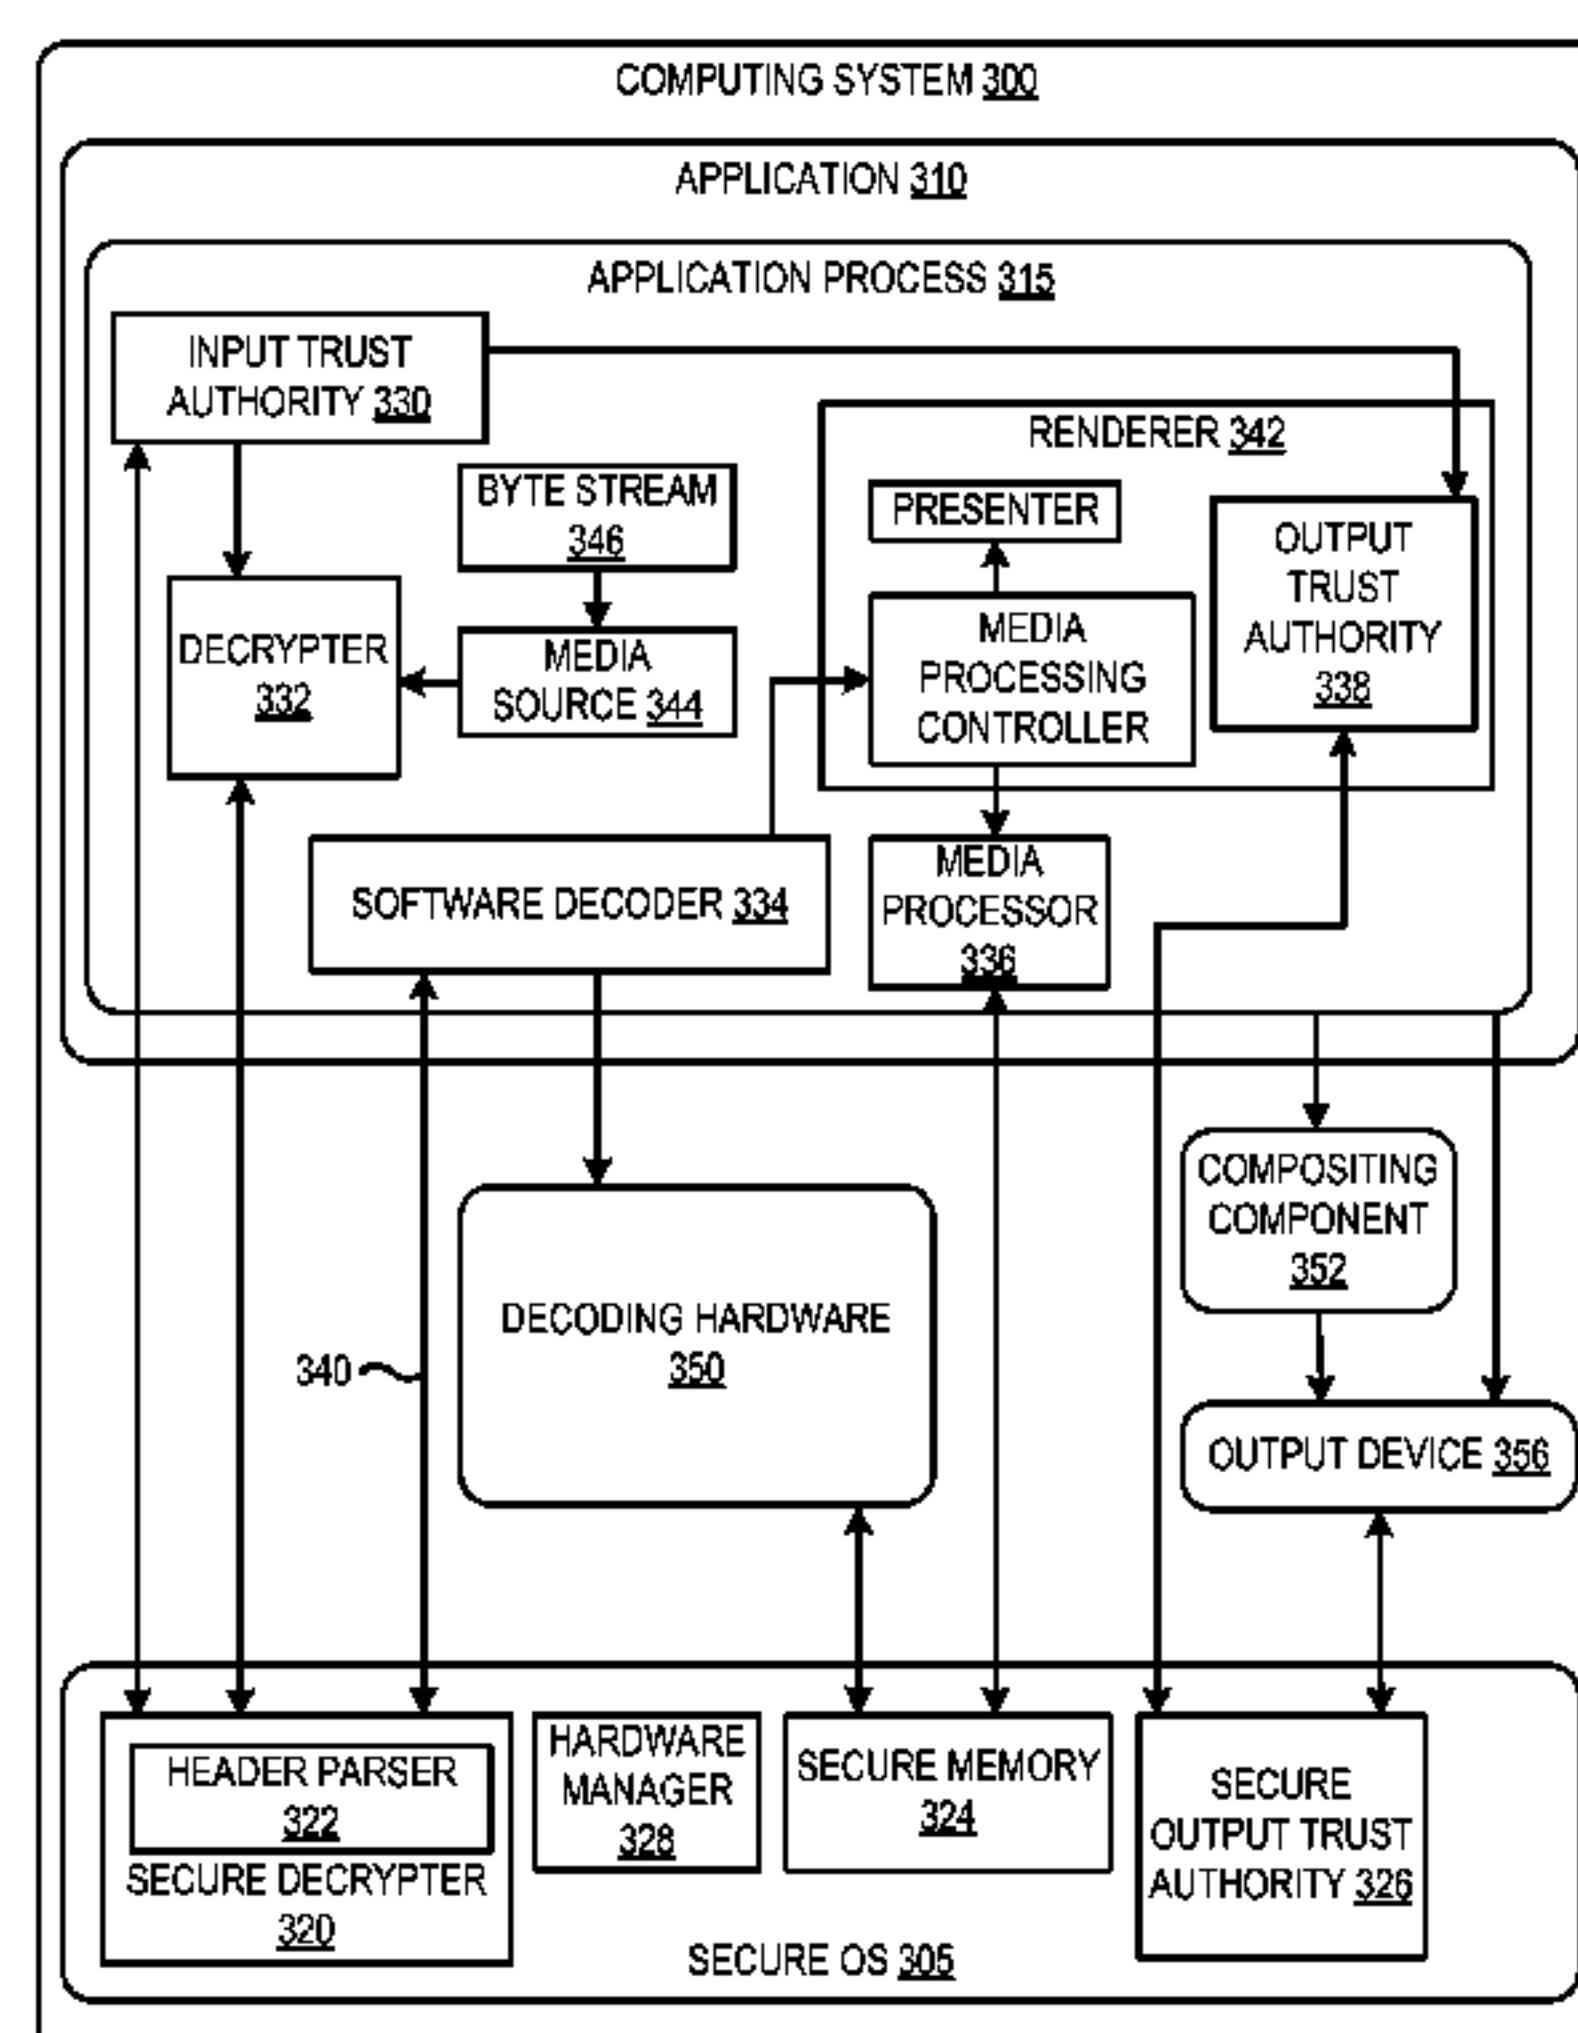 COMPUTING SYSTEM 300
APPLICATION 310
APPLICATION PROCESS 315
INPUT TRUST
AUTHORITY 330
RENDERER 342
BYTE STREAM
346
PRESENTER
OUTPUT
TRUST
AUTHORITY
338
DECRYPTER
332
MEDIA
SOURCE 344
MEDIA
PROCESSING
CONTROLLER
SOFTWARE DECODER 334
MEDIA
PROCESSOR
336
COMPOSITING
COMPONENT
352
DECODING HARDWARE
350
340
OUTPUT DEVICE 356
HEADER PARSER
322
SECURE DECRYPTER
320
HARDWARE
MANAGER
328
SECURE MEMORY
324
SECURE
OUTPUT TRUST
AUTHORITY 326
SECURE OS 305